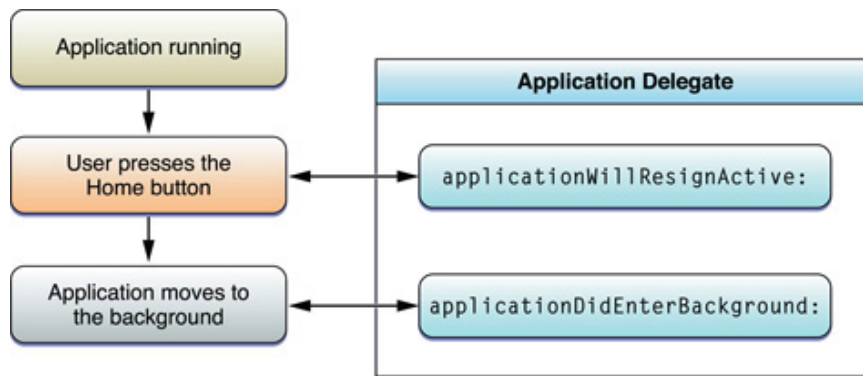 Application running
Application Delegate
User presses the
Home button
applicationWillResignActive:
Application moves to
the background
applicationDidEnterBackground: